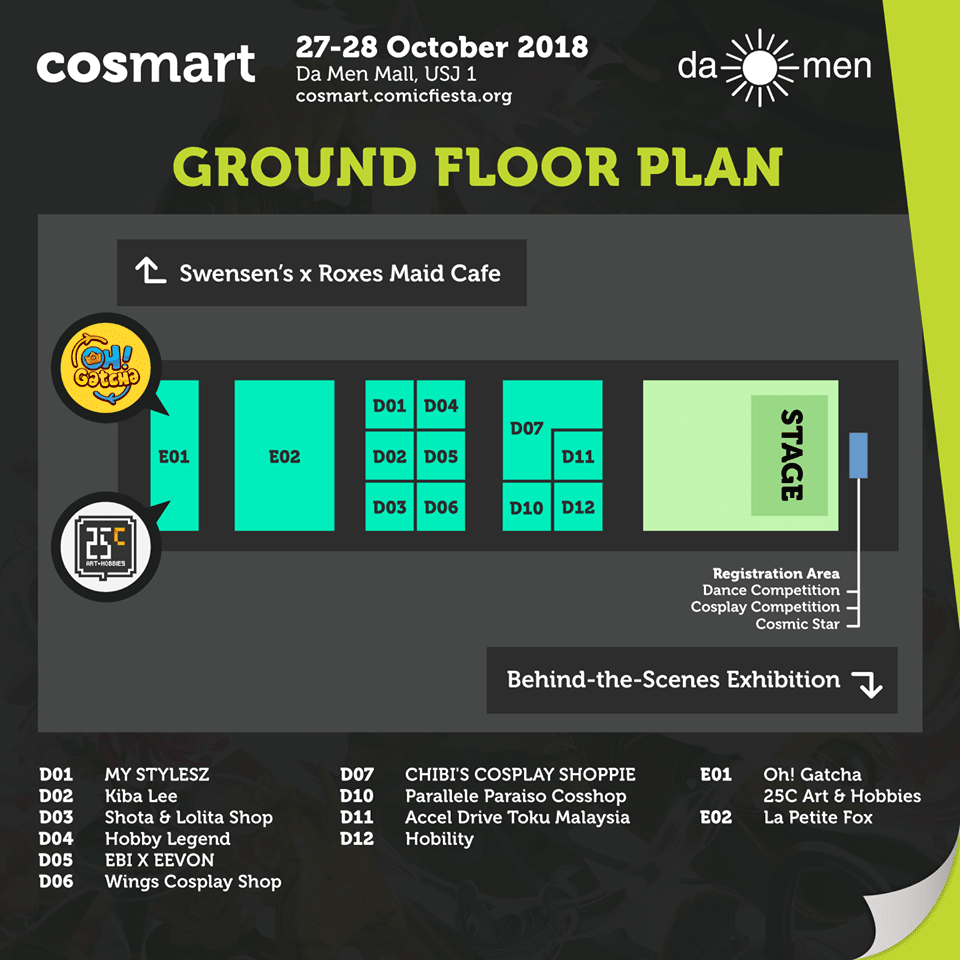 cosmart
27-28 October 2018
Da Men Mall, USJ 1
cosmart.comicfiesta.org
da men
GROUND FLOOR PLAN
Swensen's x Roxes Maid Cafe
OH!
Gatcha
E01
E02
D01 D04
D02 D05
D03 D06
D07
D11
D10 D12
STAGE
25°C
ART+HOBBIES
Registration Area
Dance Competition
Cosplay Competition
Cosmic Star
Behind-the-Scenes Exhibition
D01 MY STYLESZ
D02 Kiba Lee
D03 Shota & Lolita Shop
D04 Hobby Legend
D05 EBI X EEVON
D06 Wings Cosplay Shop
D07 CHIBI'S COSPLAY SHOPPIE
D10 Parallele Paraiso Cosshop
D11 Accel Drive Toku Malaysia
D12 Hobility
E01 Oh! Gatcha
25C Art & Hobbies
E02 La Petite Fox